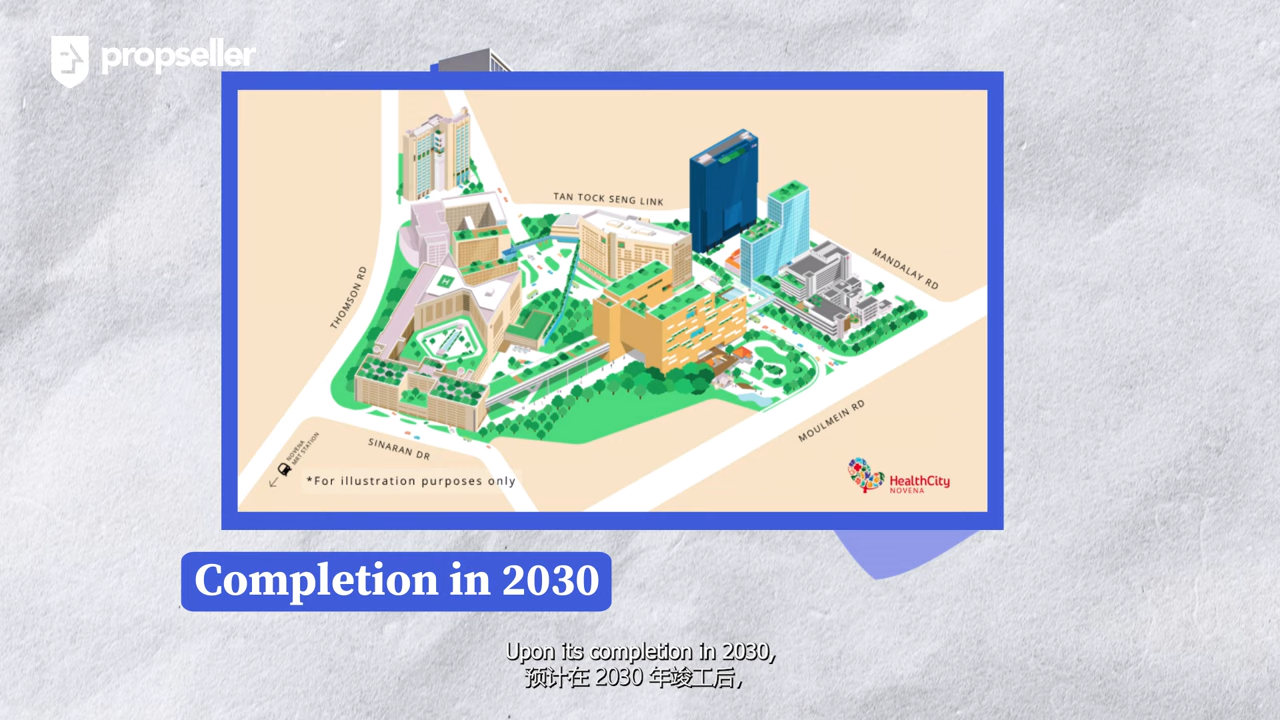 propseller
TAN TOCK SENG LINK
MANDALAY RD
THOMSON RD
MOULMEIN RD
SINARAN DR
NOVENA
MRT STATION
*For illustration purposes only
HealthCity
NOVENA
Completion in 2030
Upon its completion in 2030,
预计在 2030 年竣工后,